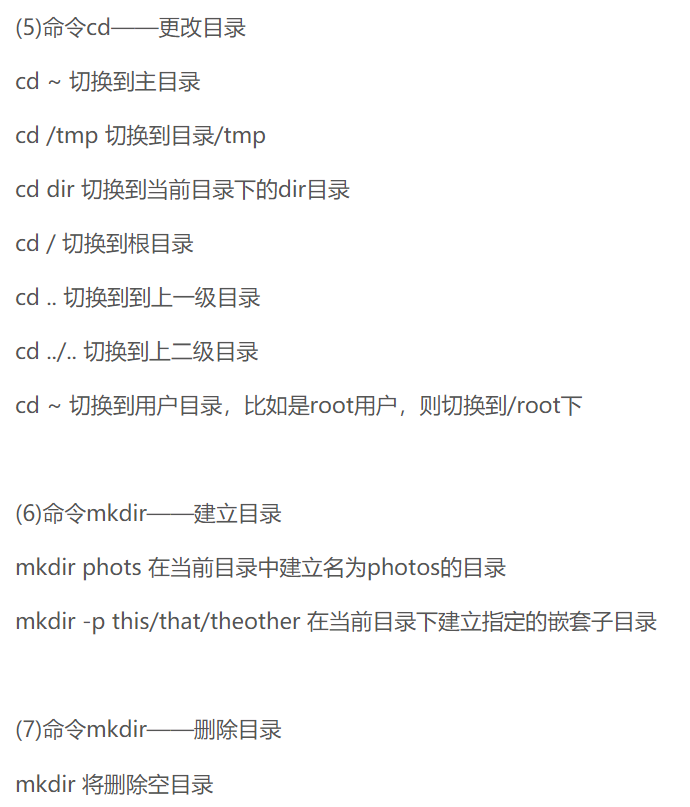 (5)命令cd——更改目录
cd ~ 切换到主目录
cd /tmp 切换到目录/tmp
cd dir 切换到当前目录下的dir目录
cd / 切换到根目录
cd .. 切换到到上一级目录
cd ../.. 切换到上二级目录
cd ~ 切换到用户目录，比如是root用户，则切换到/root下
(6)命令mkdir——建立目录
mkdir phots 在当前目录中建立名为photos的目录
mkdir -p this/that/theother 在当前目录下建立指定的嵌套子目录
(7)命令mkdir——删除目录
mkdir 将删除空目录